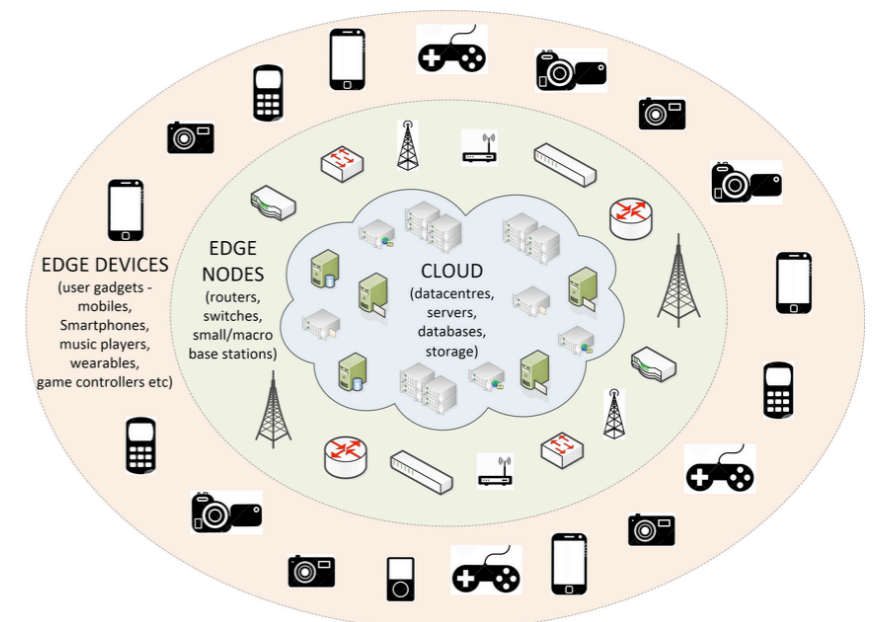 EDGE DEVICES
(user gadgets -
mobiles,
Smartphones,
music players,
wearables,
game controllers etc)
EDGE
NODES
(routers,
switches,
small/macro
base stations)
CLOUD
(datacentres,
servers,
databases,
storage)